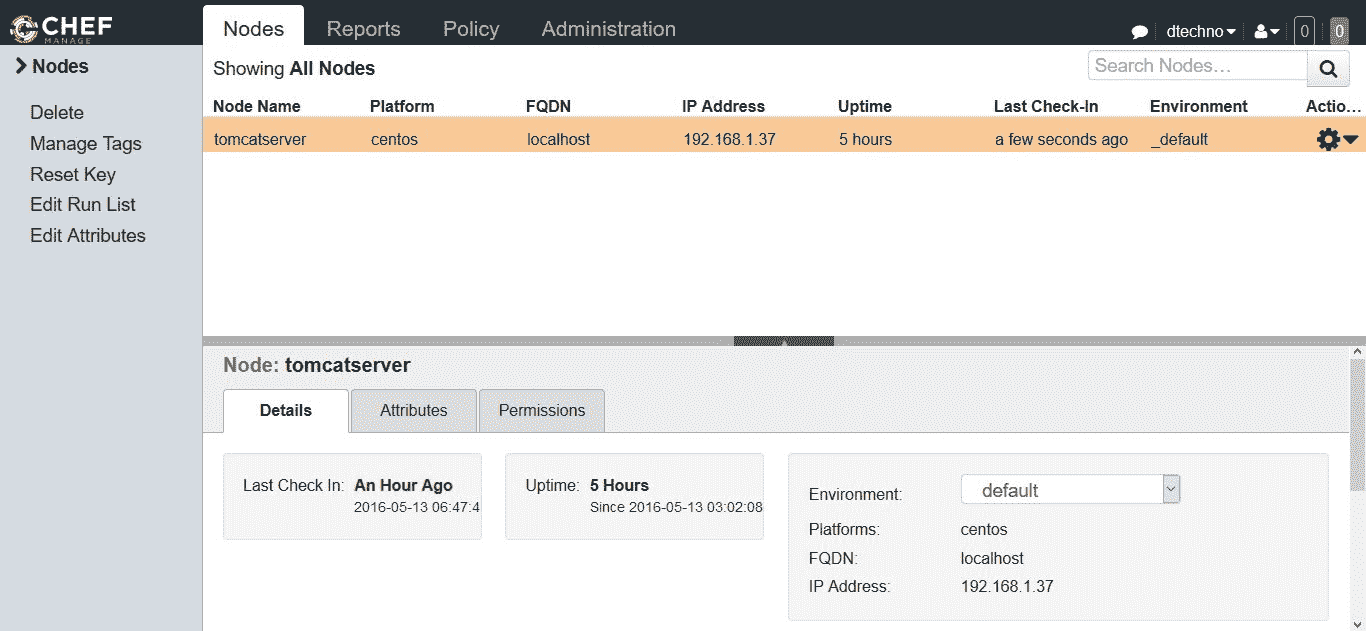 CHEF
MANAGE
Nodes Reports Policy Administration dtechno 0 0
Nodes
Delete
Manage Tags
Reset Key
Edit Run List
Edit Attributes
Showing All Nodes Search Nodes...
Node Name Platform FQDN IP Address Uptime Last Check-In Environment Actio...
tomcatserver centos localhost 192.168.1.37 5 hours a few seconds ago _default
Node: tomcatserver
Details Attributes Permissions
Last Check In: An Hour Ago
2016-05-13 06:47:4
Uptime: 5 Hours
Since 2016-05-13 03:02:08
Environment: default
Platforms: centos
FQDN: localhost
IP Address: 192.168.1.37